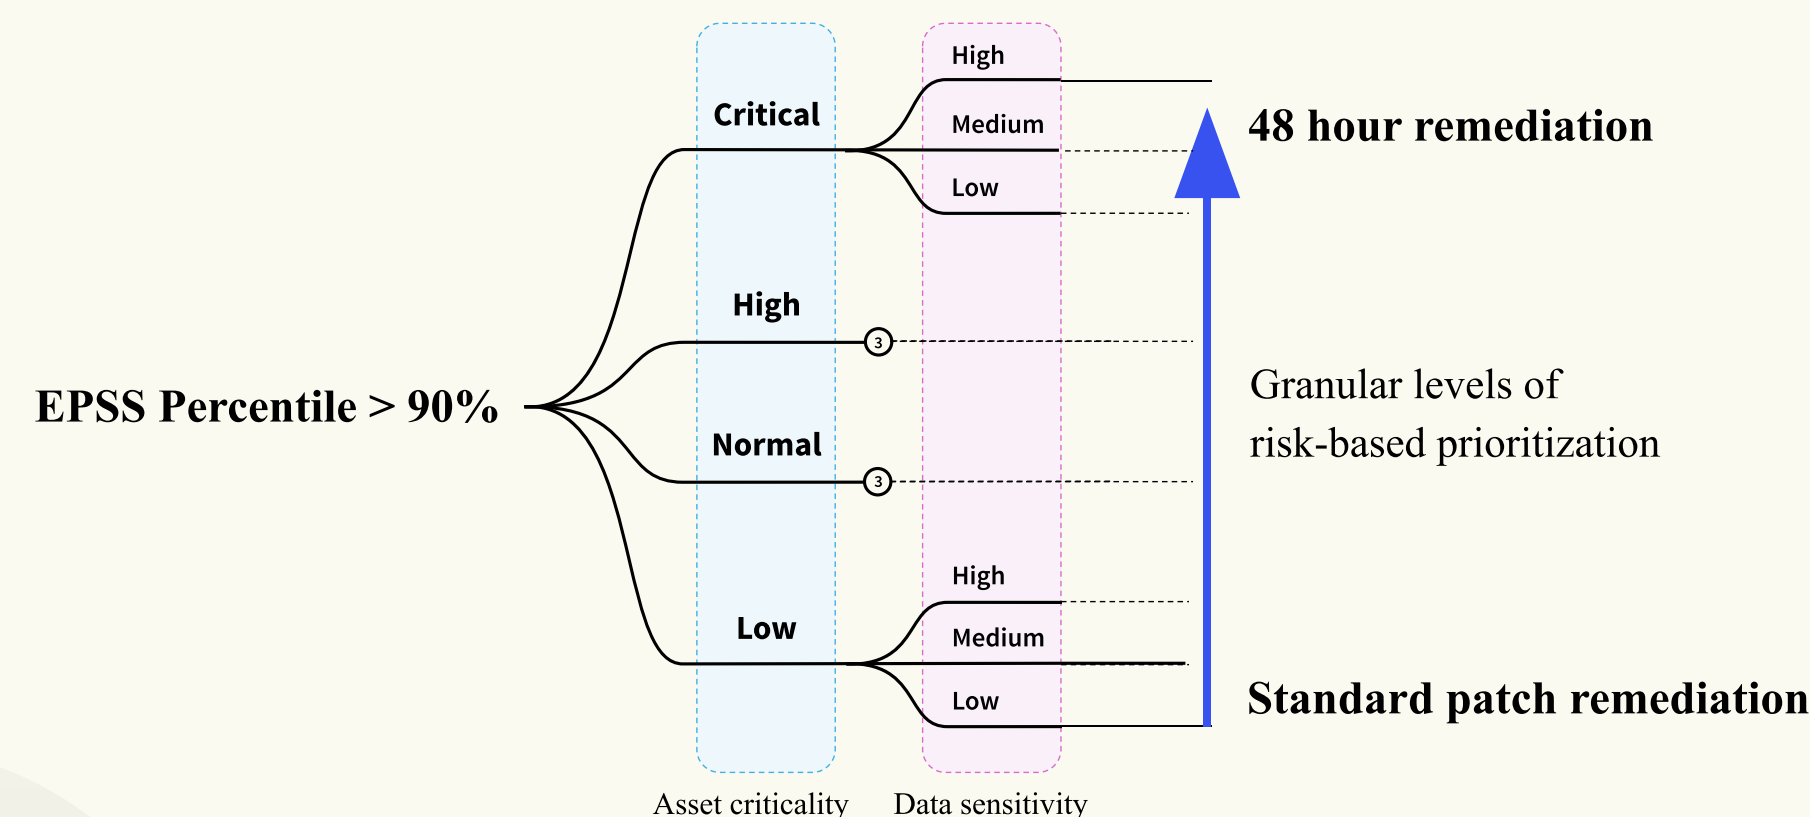 High
Critical
Medium
48 hour remediation
Low
High
3
EPSS Percentile > 90%
Granular levels of
risk-based prioritization
Normal
3
High
Low
Medium
Low
Standard patch remediation
Asset criticality
Data sensitivity